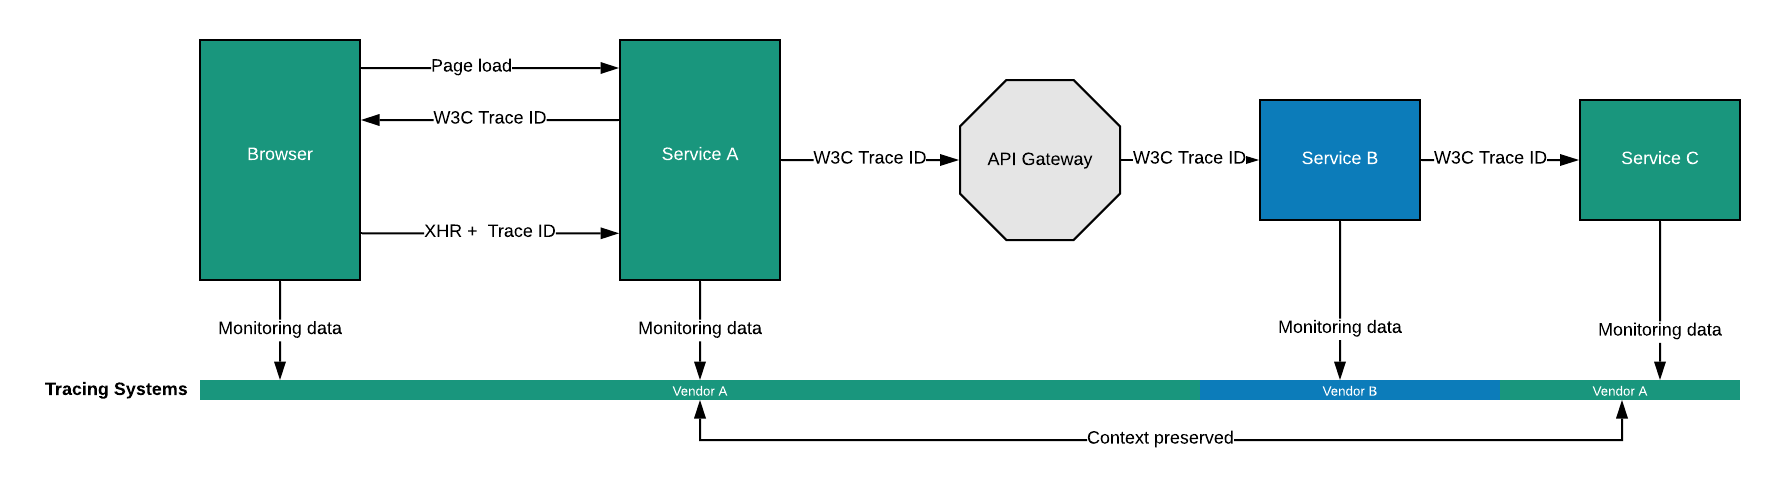 Page load
W3C Trace ID
Browser
Service A
XHR +  Trace ID
W3C Trace ID
API Gateway
W3C Trace ID
Service B
W3C Trace ID
Service C
Monitoring data
Monitoring data
Monitoring data
Monitoring data
Tracing Systems
Vendor A
Vendor B
Vendor A
Context preserved